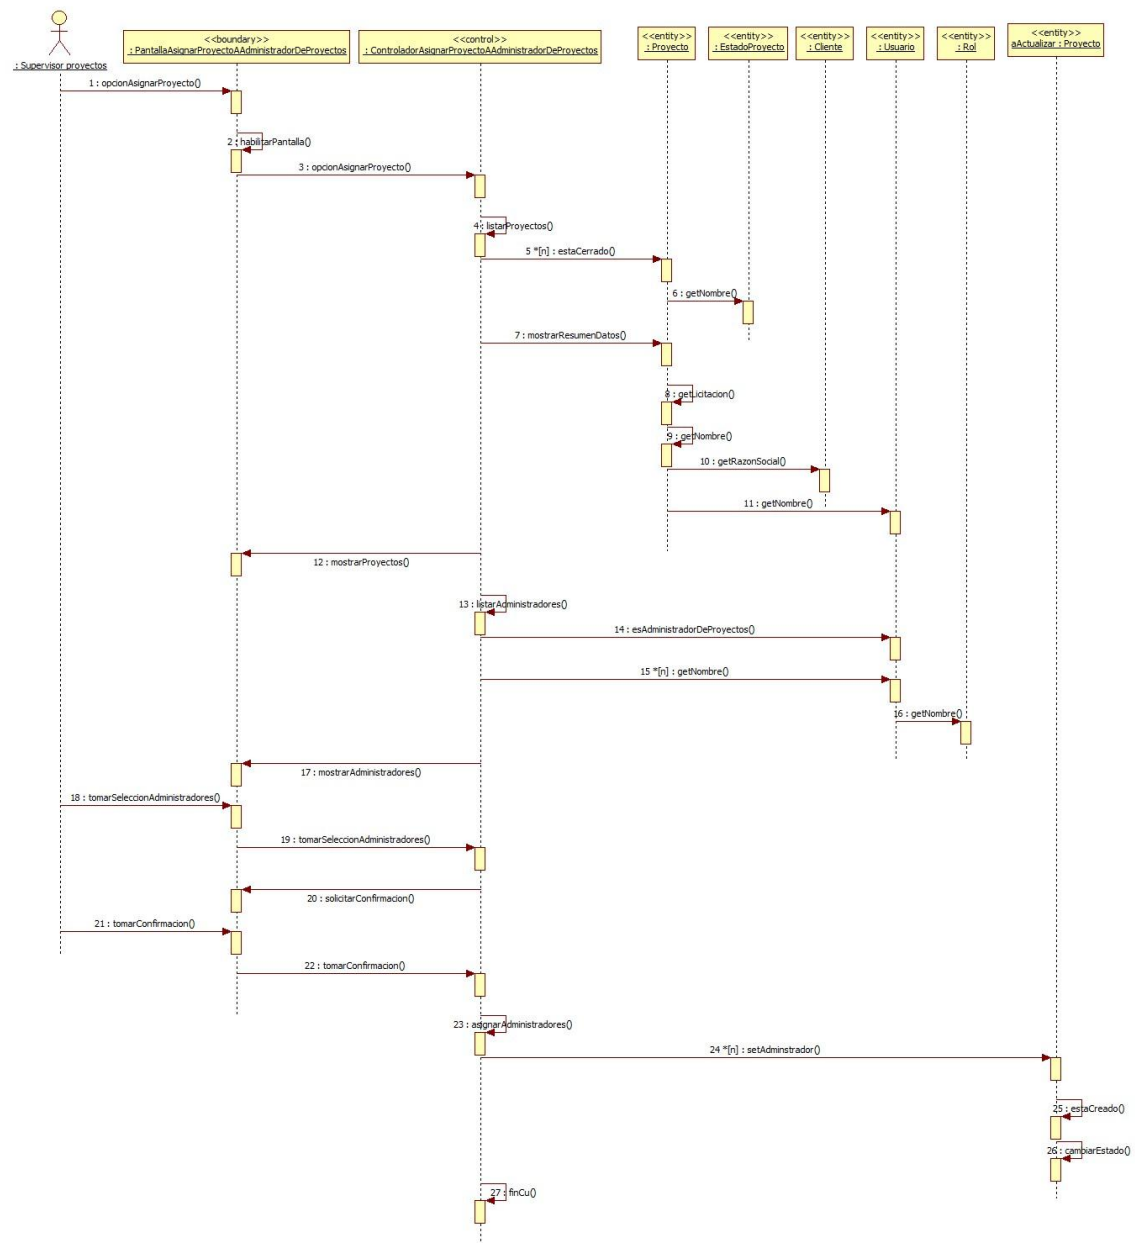 <<boundary>>
: PantallaAsignarProyectoAAdministradorDeProyectos
<<control>>
: ControladorAsignarProyectoAAdministradorDeProyectos
<<entity>>
: Proyecto
<<entity>>
: EstadoProyecto
<<entity>>
: Cliente
<<entity>>
: Usuario
<<entity>>
: Rol
<<entity>>
aActualizar : Proyecto
: Supervisor proyectos
1 : opcionAsignarProyecto()
2 : habilitarPantalla()
3 : opcionAsignarProyecto()
4 : listarProyectos()
5 *[n] : estaCerrado()
6 : getNombre()
7 : mostrarResumenDatos()
8 : getLicitacion()
9 : getNombre()
10 : getRazonSocial()
11 : getNombre()
12 : mostrarProyectos()
13 : listarAdministradores()
14 : esAdministradorDeProyectos()
15 *[n] : getNombre()
16 : getNombre()
17 : mostrarAdministradores()
18 : tomarSeleccionAdministradores()
19 : tomarSeleccionAdministradores()
20 : solicitarConfirmacion()
21 : tomarConfirmacion()
22 : tomarConfirmacion()
23 : asignarAdministradores()
24 *[n] : setAdminstrador()
25 : estaCreado()
26 : cambiarEstado()
27 : finCu()